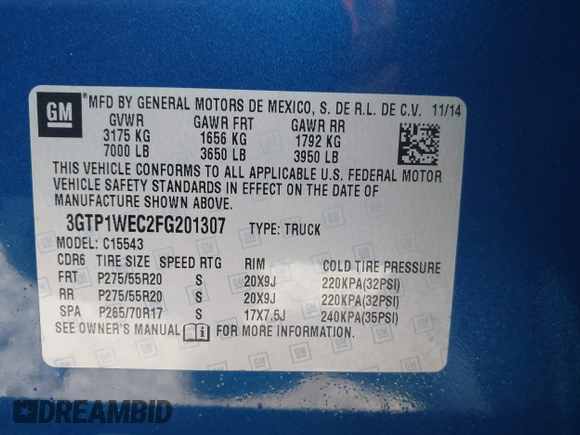 GM
®MFD BY GENERAL MOTORS DE MEXICO, S. DE R.L. DE C.V. 11/14
GVWR GAWR FRT GAWR RR
3175 KG 1656 KG 1792 KG
7000 LB 3650 LB 3950 LB
THIS VEHICLE CONFORMS TO ALL APPLICABLE U.S. FEDERAL MOTOR
VEHICLE SAFETY STANDARDS IN EFFECT ON THE DATE OF
MANUFACTURE SHOWN ABOVE.
3GTP1WEC2FG201307 TYPE: TRUCK
MODEL: C15543
CDR6 TIRE SIZE SPEED RTG RIM COLD TIRE PRESSURE
FRT P275/55R20 S 20X9J 220KPA(32PSI)
RR P275/55R20 S 20X9J 220KPA(32PSI)
SPA P265/70R17 S 17X7.5J 240KPA(35PSI)
SEE OWNER'S MANUAL FOR MORE INFORMATION
DREAMBID